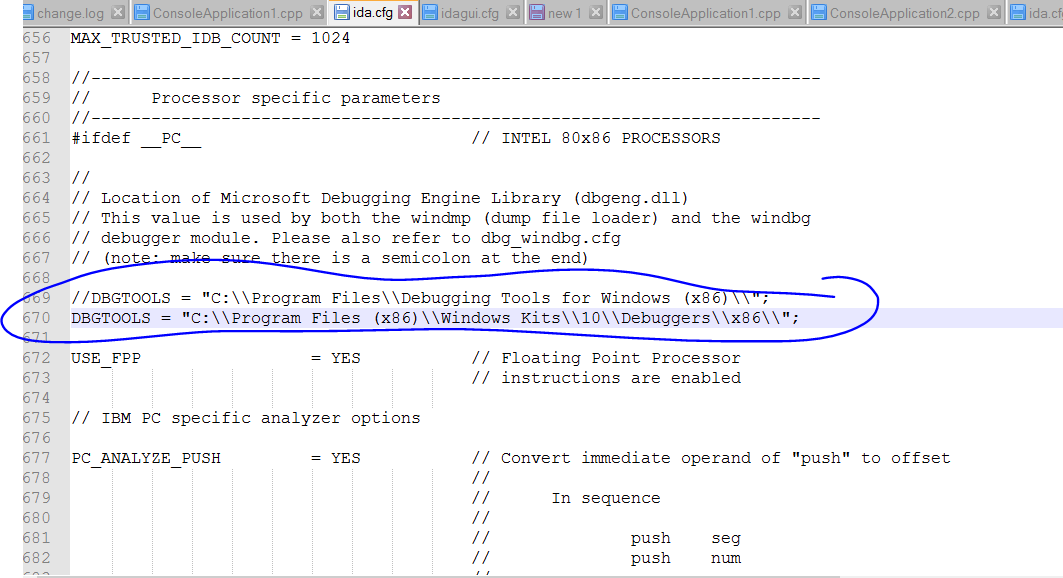 change.log ConsoleApplication1.cpp ida.cfg idagui.cfg new 1 ConsoleApplication1.cpp ConsoleApplication2.cpp
656 MAX_TRUSTED_IDB_COUNT = 1024
657
658 //-------------------------------------------------------------------------
659 //      Processor specific parameters
660 //-------------------------------------------------------------------------
661 #ifdef __PC__                           // INTEL 80x86 PROCESSORS
662
663 //
664 // Location of Microsoft Debugging Engine Library (dbgeng.dll)
665 // This value is used by both the windmp (dump file loader) and the windbg
666 // debugger module. Please also refer to dbg_windbg.cfg
667 // (note: make sure there is a semicolon at the end)
668
669 //DBGTOOLS = "C:\\Program Files\\Debugging Tools for Windows (x86)\\";
670 DBGTOOLS = "C:\\Program Files (x86)\\Windows Kits\\10\\Debuggers\\x86\\";
671
672 USE_FPP                 = YES           // Floating Point Processor
673                                         // instructions are enabled
674
675 // IBM PC specific analyzer options
676
677 PC_ANALYZE_PUSH         = YES           // Convert immediate operand of "push" to offset
678                                         //
679                                         //      In sequence
680                                         //
681                                         //              push    seg
682                                         //              push    num